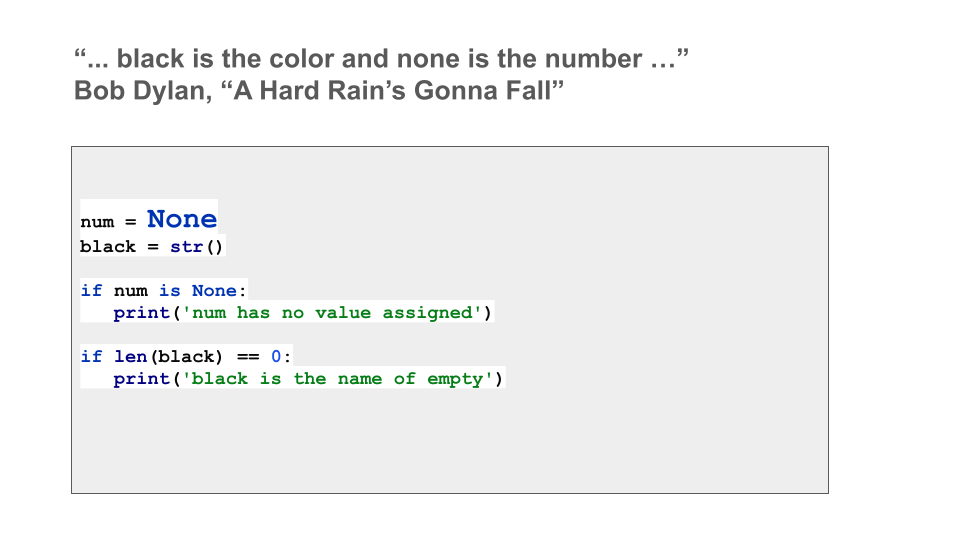 “... black is the color and none is the number …”
Bob Dylan, “A Hard Rain’s Gonna Fall”
num = None
black = str()
if num is None:
   print('num has no value assigned')
if len(black) == 0:
   print('black is the name of empty')